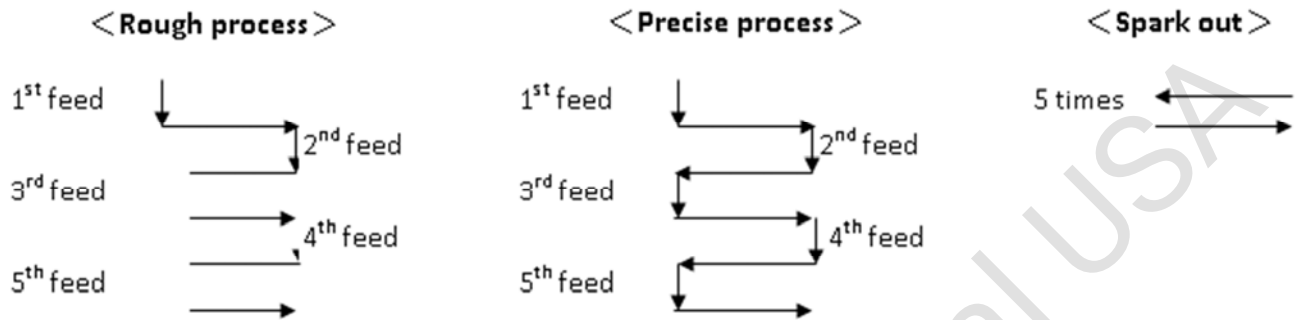 <Rough process> <Precise process> <Spark out>
1st feed 1st feed 5 times
2nd feed 2nd feed
3rd feed 3rd feed
4th feed 4th feed
5th feed 5th feed
USA